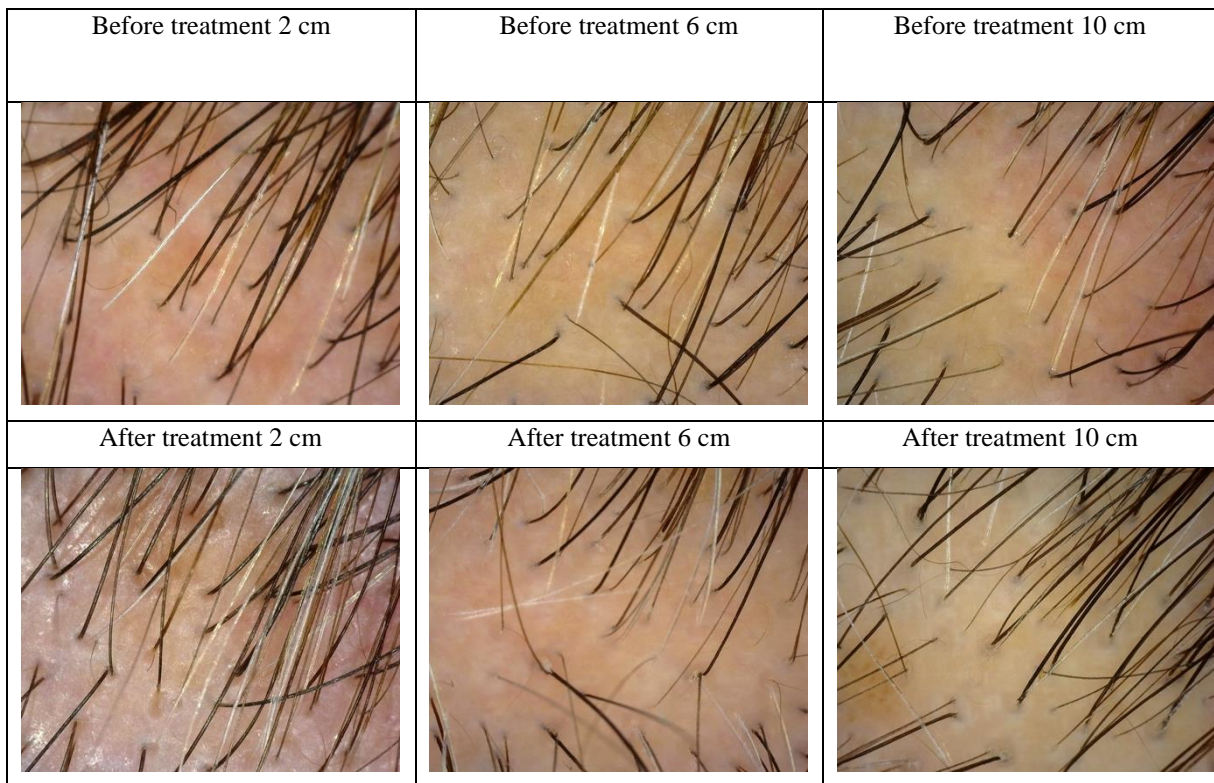 Before treatment 2 cm
Before treatment 6 cm
Before treatment 10 cm
After treatment 2 cm
After treatment 6 cm
After treatment 10 cm